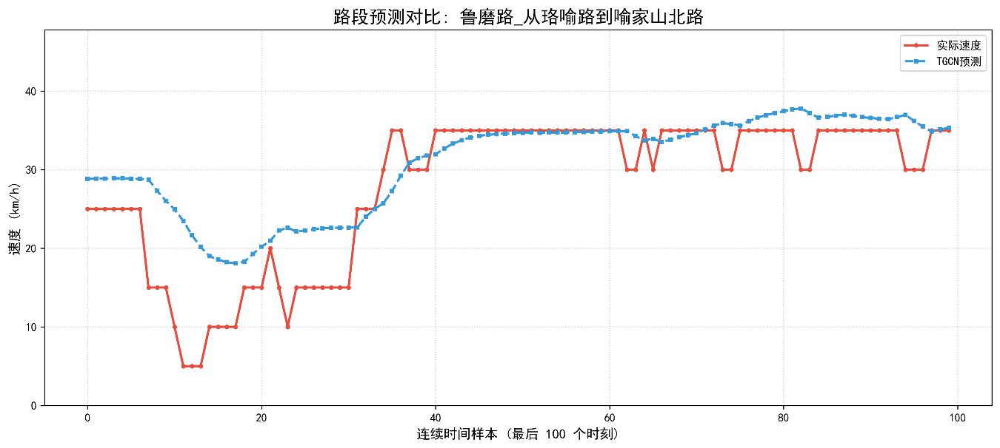 路段预测对比: 鲁磨路_从珞喻路到喻家山北路
实际速度
TGCN预测
速度 (km/h)
40
30
20
10
0
0 20 40 60 80 100
连续时间样本 (最后 100 个时刻)